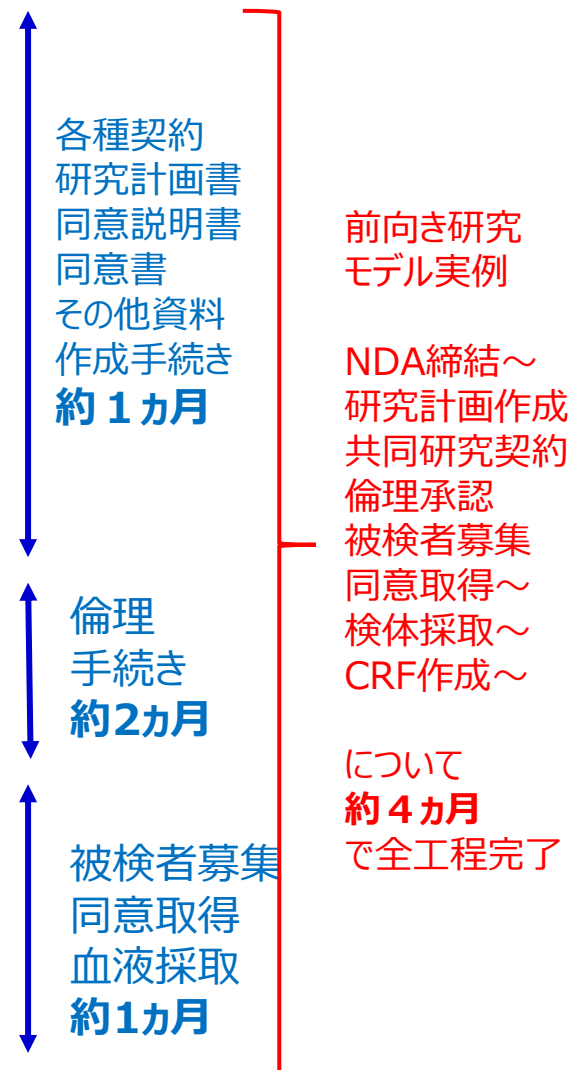 各種契約
研究計画書
同意説明書
同意書
その他資料
作成手続き
約１ヵ月
倫理
手続き
約2ヵ月
被検者募集
同意取得
血液採取
約1ヵ月
前向き研究
モデル実例
NDA締結～
研究計画作成
共同研究契約
倫理承認
被検者募集
同意取得～
検体採取～
CRF作成～
について
約４ヵ月
で全工程完了